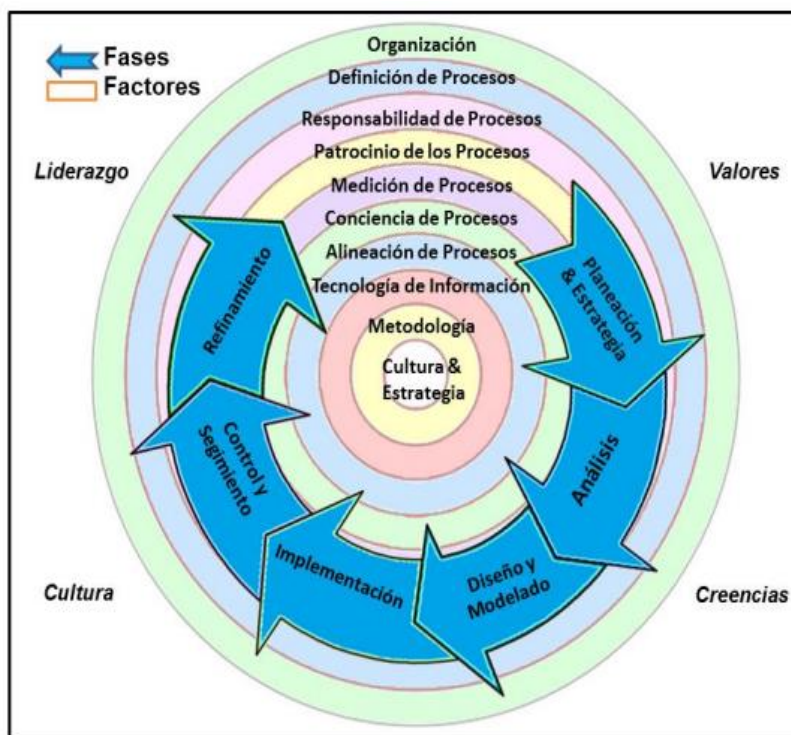 Fases
Factores
Organización
Definición de Procesos
Responsabilidad de Procesos
Patrocinio de los Procesos
Medición de Procesos
Conciencia de Procesos
Alineación de Procesos
Tecnología de Información
Metodología
Cultura &
Estrategia
Liderazgo
Valores
Cultura
Creencias
Planeación
& Estrategia
Análisis
Diseño y
Modelado
Implementación
Control y
Segimiento
Refinamiento